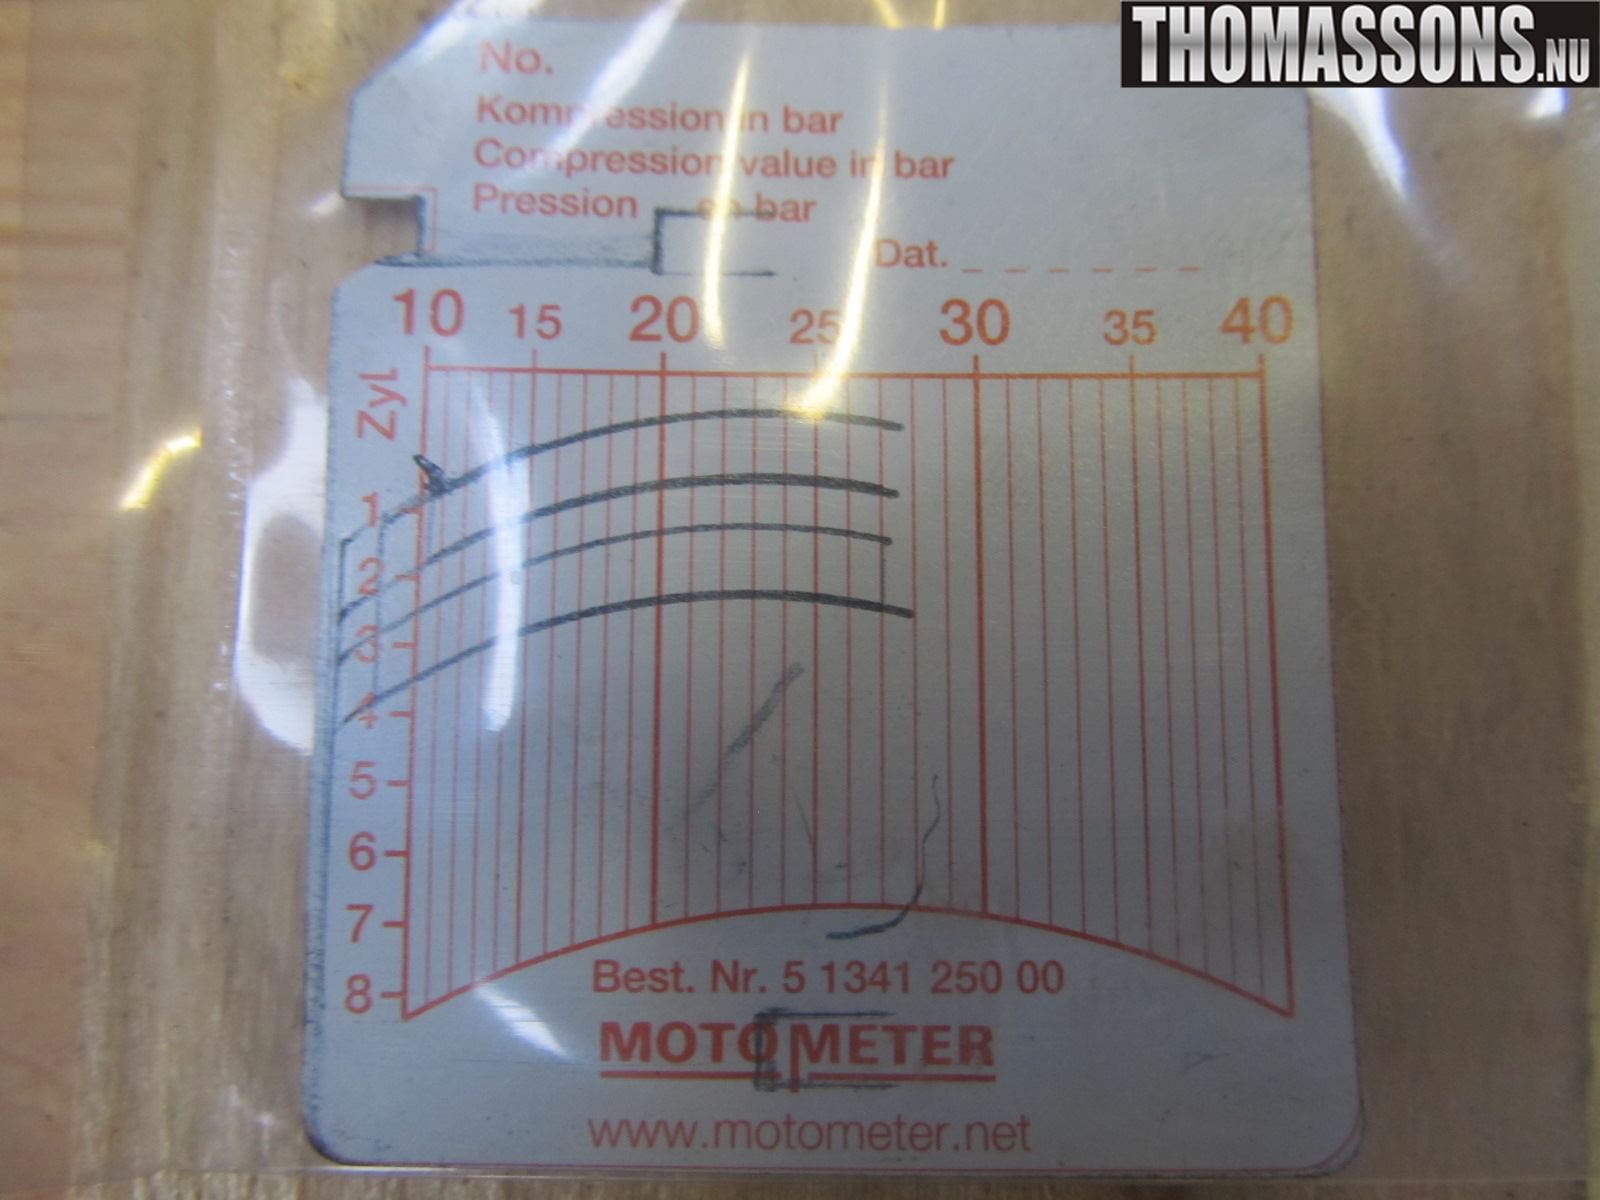 THOMASSONS.NU
No.
Kompression in bar
Compression value in bar
Pression en bar
Dat. _ _ _ _ _ _
10 15 20 25 30 35 40
Zyl
1
2
3
4
5
6
7
8
Best. Nr. 5 1341 250 00
MOTOMETER
www.motometer.net